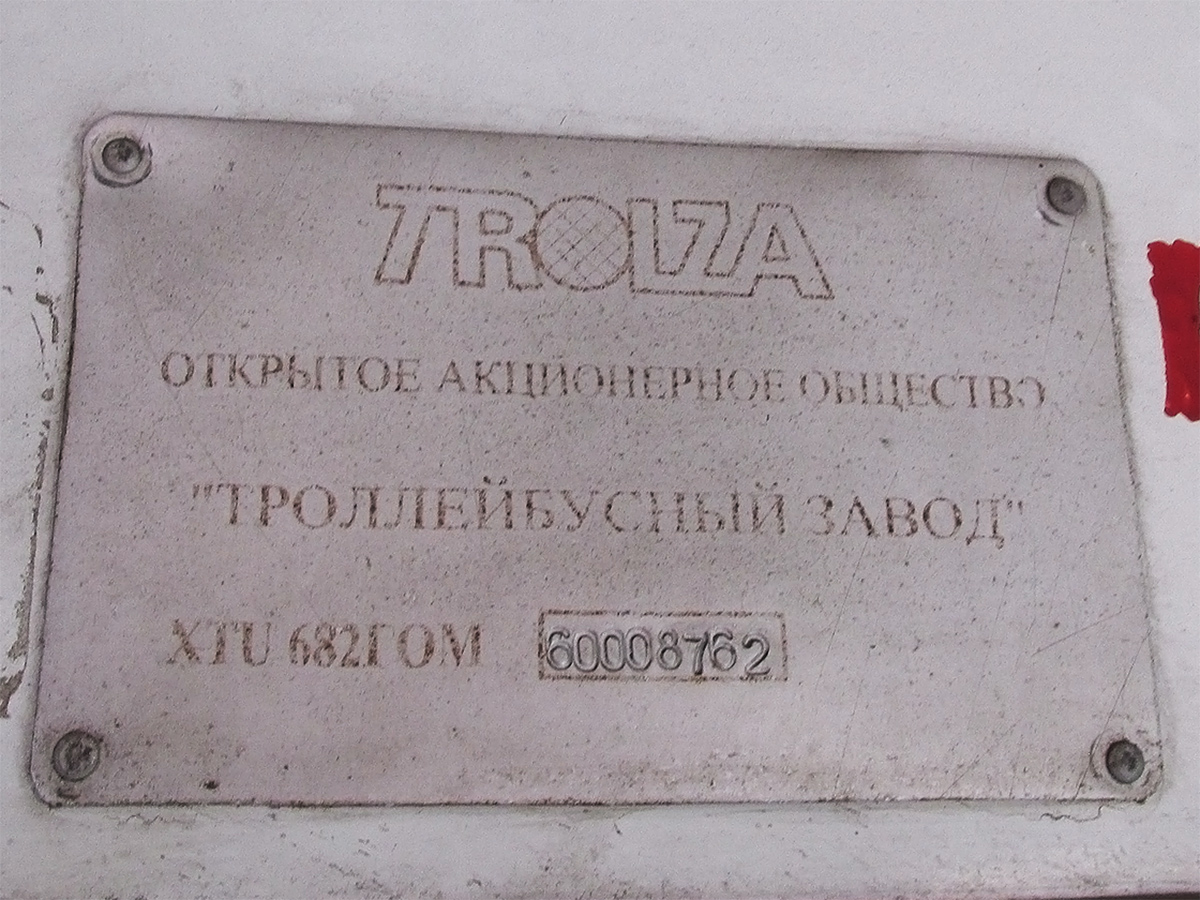 TROLZA
ОТКРЫТОЕ АКЦИОНЕРНОЕ ОБЩЕСТВО
"ТРОЛЛЕЙБУСНЫЙ ЗАВОД"
XTU 682ГОМ 60008762